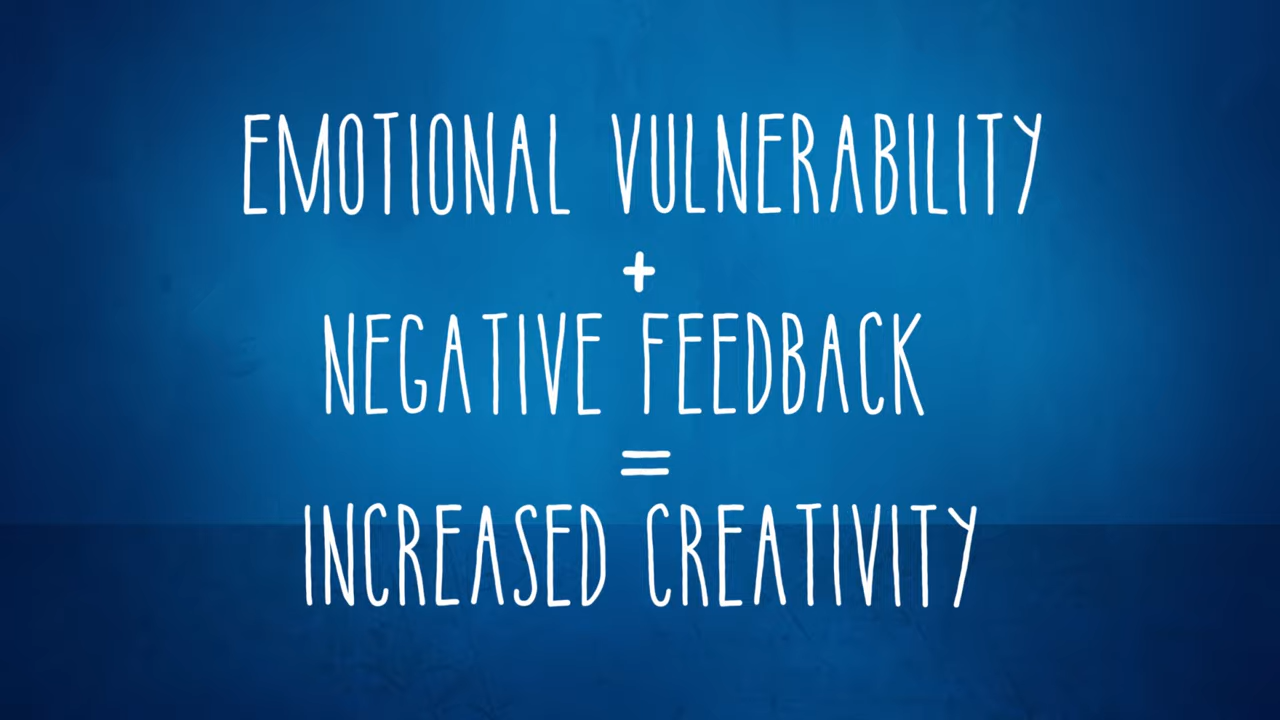 EMOTIONAL VULNERABILITY
+
NEGATIVE FEEDBACK
=
INCREASED CREATIVITY